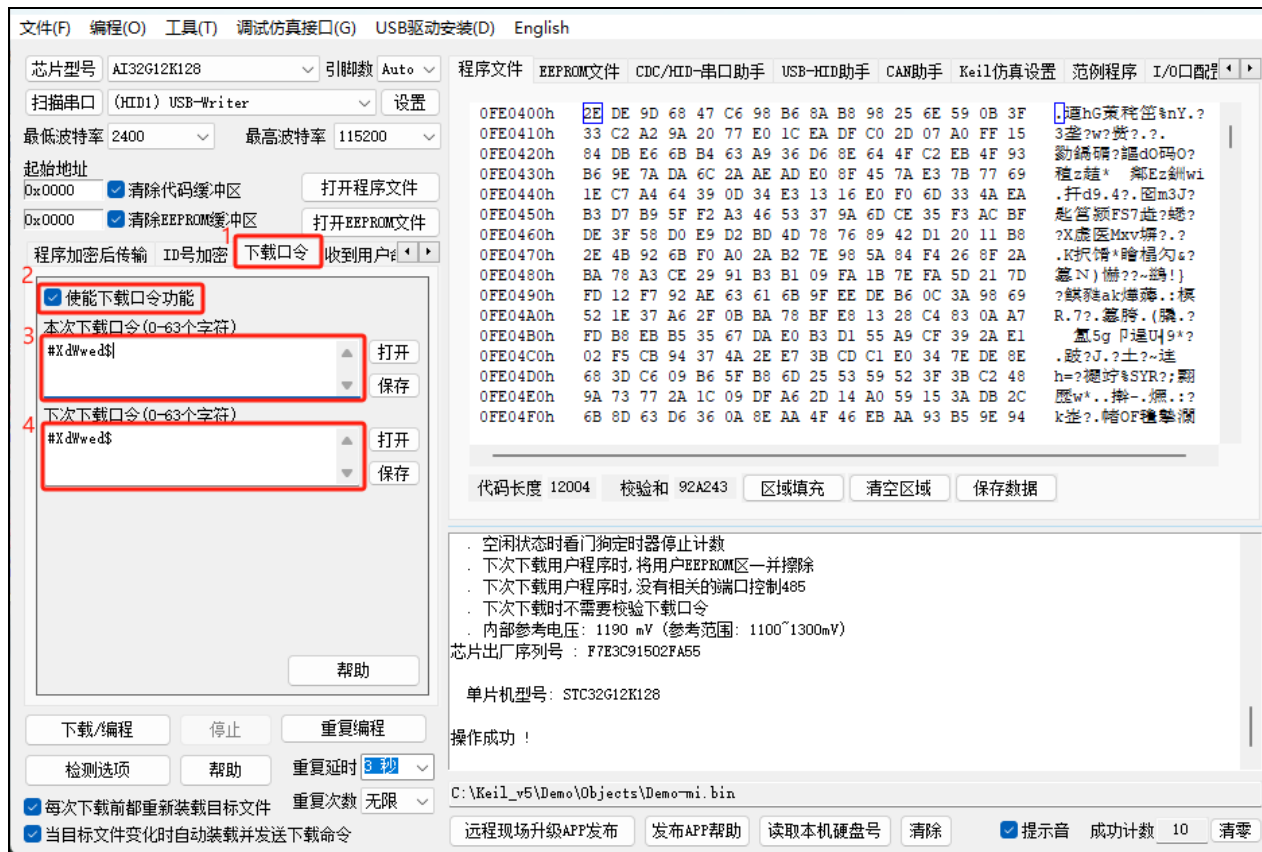 文件(F) 编程(O) 工具(T) 调试仿真接口(G) USB驱动安装(D) English
芯片型号 AI32G12K128 引脚数 Auto
扫描串口 (HID1) USB-Writer 设置
最低波特率 2400 最高波特率 115200
起始地址
0x0000 清除代码缓冲区 打开程序文件
0x0000 清除EEPROM缓冲区 打开EEPROM文件
1
程序加密后传输 ID号加密 下载口令 收到用户
2
使能下载口令功能
本次下载口令(0-63个字符)
3
#XdWwed$ 打开
保存
下次下载口令(0-63个字符)
4
#XdWwed$ 打开
保存
帮助
下载/编程 停止 重复编程
检测选项 帮助 重复延时 3 秒
每次下载前都重新装载目标文件 重复次数 无限
当目标文件变化时自动装载并发送下载命令
程序文件 EEPROM文件 CDC/HID-串口助手 USB-HID助手 CAN助手 Keil仿真设置 范例程序 I/O口配
0FE0400h 2E DE 9D 68 47 C6 98 B6 8A B8 98 25 6E 59 0B 3F
0FE0410h 33 C2 A2 9A 20 77 E0 1C EA DF C0 2D 07 A0 FF 15
0FE0420h 84 DB E6 6B B4 63 A9 36 D6 8E 64 4F C2 EB 4F 93
0FE0430h B6 9E 7A DA 6C 2A AE AD E0 8F 45 7A E3 7B 77 69
0FE0440h 1E C7 A4 64 39 0D 34 E3 13 16 E0 F0 6D 33 4A EA
0FE0450h B3 D7 B9 5F F2 A3 46 53 37 9A 6D CE 35 F3 AC BF
0FE0460h DE 3F 58 D0 E9 D2 BD 4D 78 76 89 42 D1 20 11 B8
0FE0470h 2E 4B 92 6B F0 A0 2A B2 7E 98 5A 84 F4 26 8F 2A
0FE0480h BA 78 A3 CE 29 91 B3 B1 09 FA 1B 7E FA 5D 21 7D
0FE0490h FD 12 F7 92 AE 63 61 6B 9F EE DE B6 0C 3A 98 69
0FE04A0h 52 1E 37 A6 2F 0B BA 78 BF E8 13 28 C4 83 0A A7
0FE04B0h FD B8 EB B5 35 67 DA E0 B3 D1 55 A9 CF 39 2A E1
0FE04C0h 02 F5 CB 94 37 4A 2E E7 3B CD C1 E0 34 7E DE 8E
0FE04D0h 68 3D C6 09 B6 5F B8 6D 25 53 59 52 3F 3B C2 48
0FE04E0h 9A 73 77 2A 1C 09 DF A6 2D 14 A0 59 15 3A DB 2C
0FE04F0h 6B 8D 63 D6 36 0A 8E AA 4F 46 EB AA 93 B5 9E 94
代码长度 12004 校验和 92A243 区域填充 清空区域 保存数据
. 空闲状态时看门狗定时器停止计数
. 下次下载用户程序时,将用户EEPROM区一并擦除
. 下次下载用户程序时,没有相关的端口控制485
. 下次下载时不需要校验下载口令
. 内部参考电压: 1190 mV (参考范围: 1100~1300mV)
芯片出厂序列号 : F7E3C91502FA55
单片机型号: STC32G12K128
操作成功 !
C:\Keil_v5\Demo\Objects\Demo-mi.bin
远程现场升级APP发布 发布APP帮助 读取本机硬盘号 清除 提示音 成功计数 10 清零